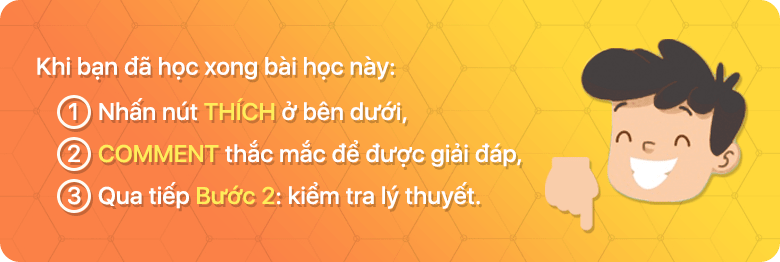 Khi bạn đã học xong bài học này:
1 Nhấn nút THÍCH ở bên dưới,
2 COMMENT thắc mắc để được giải đáp,
3 Qua tiếp Bước 2: kiểm tra lý thuyết.